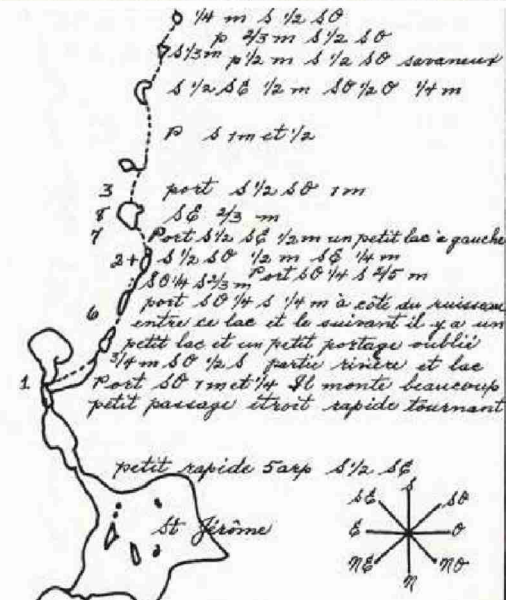 1/4 m S 1/2 SO
p 2/3 m S 1/2 SO
S 1/3 m p 1/2 m S 1/2 SO savaneux
S 1/2 SE 1/2 m SO 1/2 O 1/4 m
P S 1 m et 1/2
3 port S 1/2 SO 1 m
8 SE 2/3 m
7 Port S 1/2 SE 1/2 m un petit lac à gauche
2+ S 1/2 SO 1/2 m SE 1/4 m
SO 1/4 S 2/3 m Port SO 1/4 S 2/5 m
port SO 1/4 S 1/4 m à côté du ruisseau
6 entre ce lac et le suivant il y a un
petit lac et un petit portage oublié
3/4 m SO 1/2 S partie rivière et lac
1 Port SO 1 m et 1/4 Il monte beaucoup
petit passage étroit rapide tournant
petit rapide 5 arp S 1/2 SE
St Jérôme
S
SE SO
E O
NE NO
N